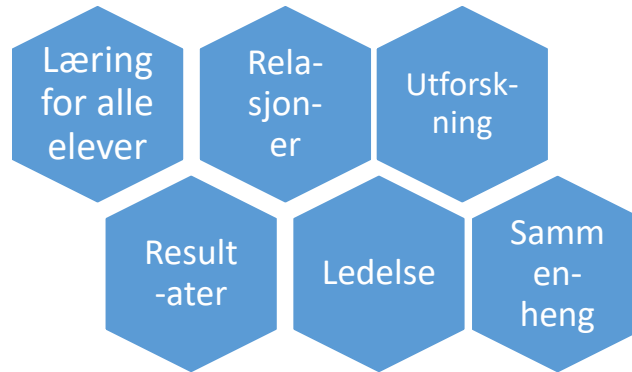 Læring
for alle
elever
Rela-
sjon-
er
Utforsk-
ning
Result
-ater
Ledelse
Samm
en-
heng